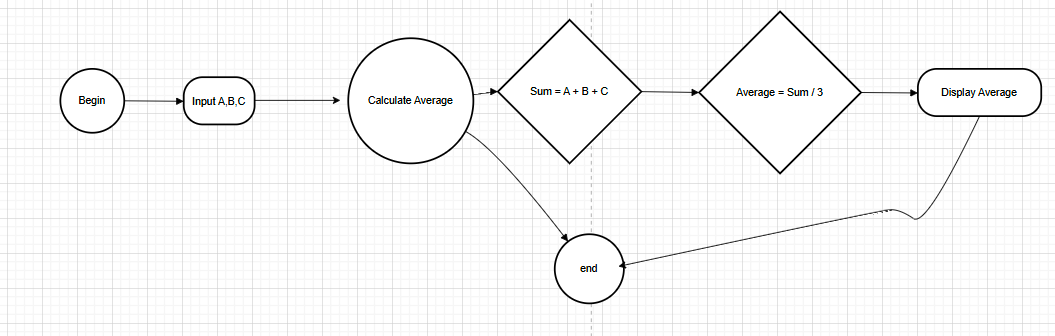 Begin
Input A,B,C
Calculate Average
Sum = A + B + C
Average = Sum / 3
Display Average
end